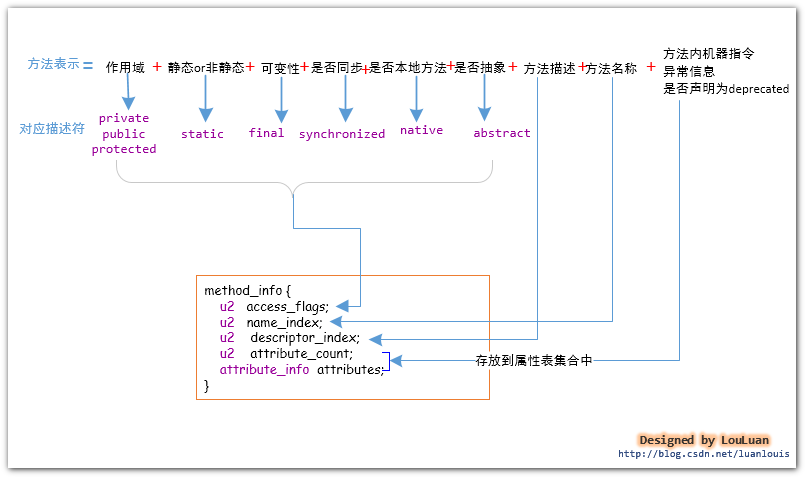 方法内机器指令
方法表示 = 作用域 + 静态or非静态 + 可变性 + 是否同步 + 是否本地方法 + 是否抽象 + 方法描述 + 方法名称 + 异常信息
是否声明为deprecated
对应描述符
private
public
protected
static
final
synchronized
native
abstract
method_info {
u2 access_flags;
u2 name_index;
u2 descriptor_index;
u2 attribute_count;
attribute_info attributes;
}
存放到属性表集合中
Designed by LouLuan
http://blog.csdn.net/luanlouis